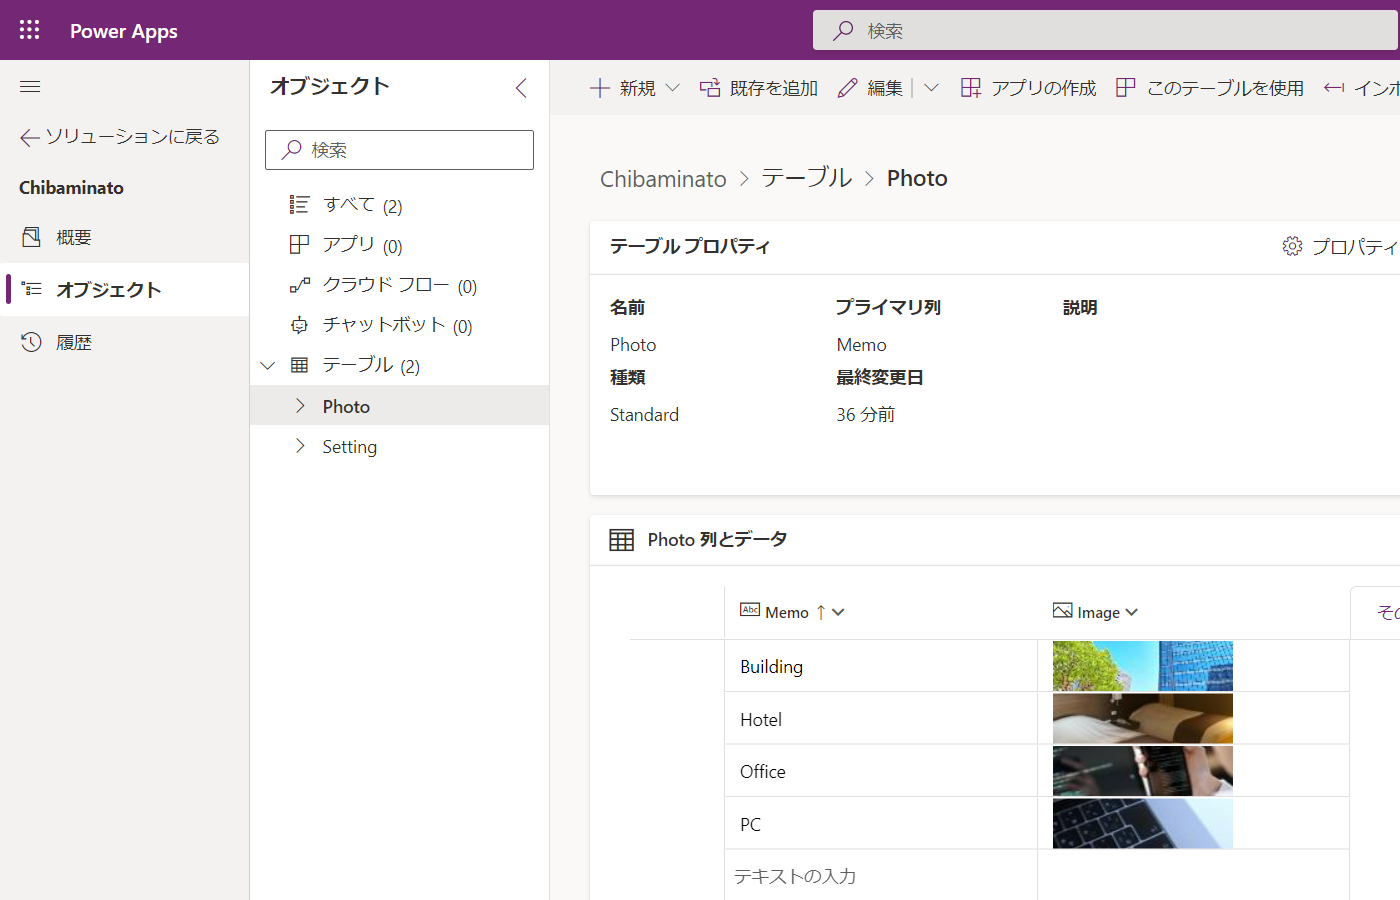 Power Apps
検索
ソリューションに戻る
Chibaminato
概要
オブジェクト
履歴
オブジェクト
検索
すべて (2)
アプリ (0)
クラウド フロー (0)
チャットボット (0)
テーブル (2)
Photo
Setting
新規 既存を追加 編集 アプリの作成 このテーブルを使用 インポ
Chibaminato > テーブル > Photo
テーブル プロパティ プロパティ
名前 プライマリ列 説明
Photo Memo
種類 最終変更日
Standard 36 分前
Photo 列とデータ
Abc Memo ↑ Image その
Building
Hotel
Office
PC
テキストの入力